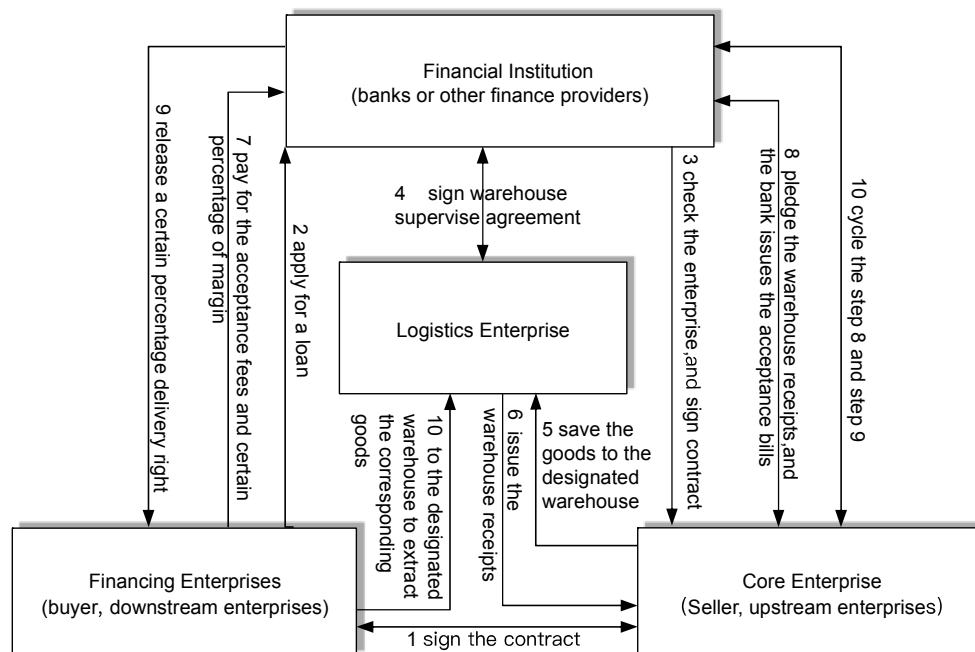 Financial Institution
(banks or other finance providers)
9 release a certain percentage delivery right
7 pay for the acceptance fees and certain
percentage of margin
2 apply for a loan
4 sign warehouse
supervise agreement
3 check the enterprise,and sign contract
8 pledge the warehouse receipts,and
the bank issues the acceptance bills
10 cycle the step 8 and step 9
Logistics Enterprise
10 to the designated
warehouse to extract
the corresponding
goods
6 issue the
warehouse receipts
5 save the
goods to the
designated
warehouse
Financing Enterprises
(buyer, downstream enterprises)
Core Enterprise
(Seller, upstream enterprises)
1 sign the contract